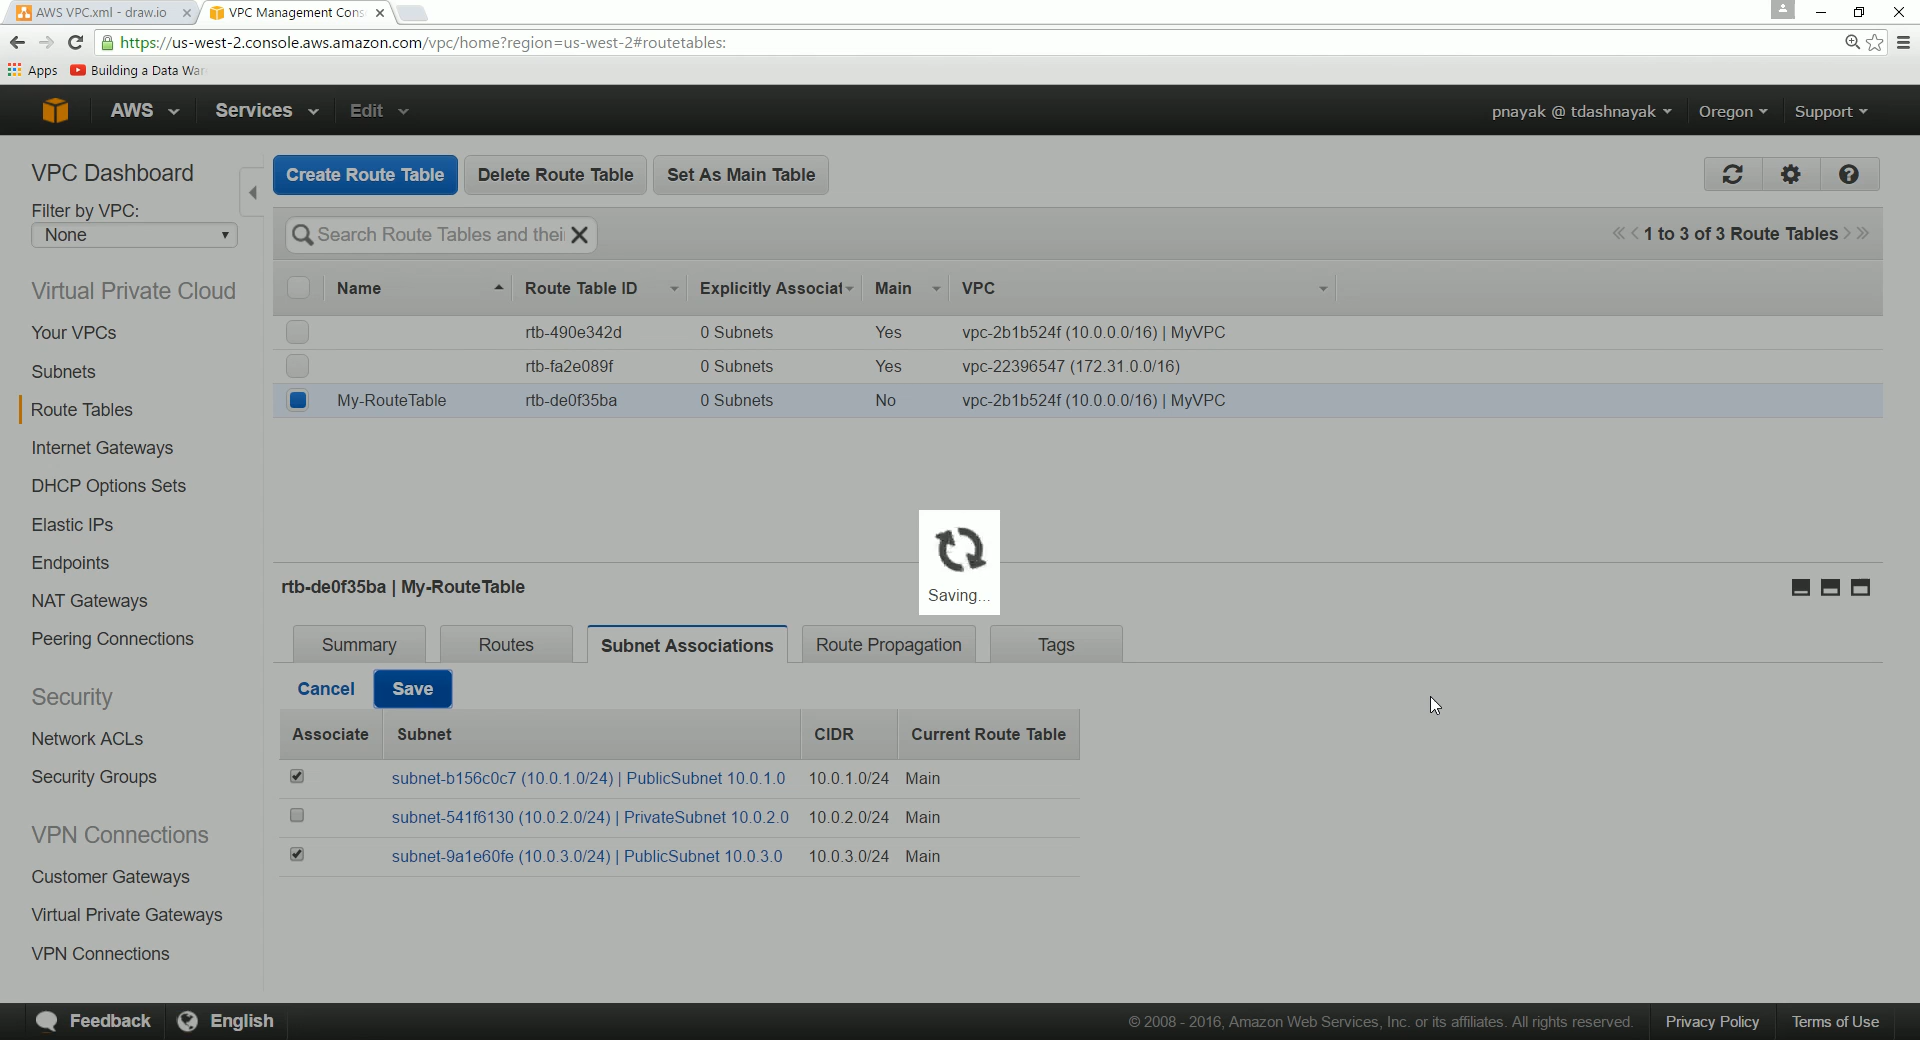 AWS VPC.xml - draw.io
VPC Management Cons
https://us-west-2.console.aws.amazon.com/vpc/home?region=us-west-2#routetables:
Apps
Building a Data War
AWS
Services
Edit
pnayak @ tdashnayak
Oregon
Support
VPC Dashboard
Filter by VPC:
None
Virtual Private Cloud
Your VPCs
Subnets
Route Tables
Internet Gateways
DHCP Options Sets
Elastic IPs
Endpoints
NAT Gateways
Peering Connections
Security
Network ACLs
Security Groups
VPN Connections
Customer Gateways
Virtual Private Gateways
VPN Connections
Create Route Table
Delete Route Table
Set As Main Table
Search Route Tables and thei
1 to 3 of 3 Route Tables
Name Route Table ID Explicitly Associat Main VPC
rtb-490e342d 0 Subnets Yes vpc-2b1b524f (10.0.0.0/16) | MyVPC
rtb-fa2e089f 0 Subnets Yes vpc-22396547 (172.31.0.0/16)
My-RouteTable rtb-de0f35ba 0 Subnets No vpc-2b1b524f (10.0.0.0/16) | MyVPC
Saving...
rtb-de0f35ba | My-RouteTable
Summary Routes Subnet Associations Route Propagation Tags
Cancel Save
Associate Subnet CIDR Current Route Table
subnet-b156c0c7 (10.0.1.0/24) | PublicSubnet 10.0.1.0 10.0.1.0/24 Main
subnet-541f6130 (10.0.2.0/24) | PrivateSubnet 10.0.2.0 10.0.2.0/24 Main
subnet-9a1e60fe (10.0.3.0/24) | PublicSubnet 10.0.3.0 10.0.3.0/24 Main
Feedback
English
© 2008 - 2016, Amazon Web Services, Inc. or its affiliates. All rights reserved.
Privacy Policy
Terms of Use